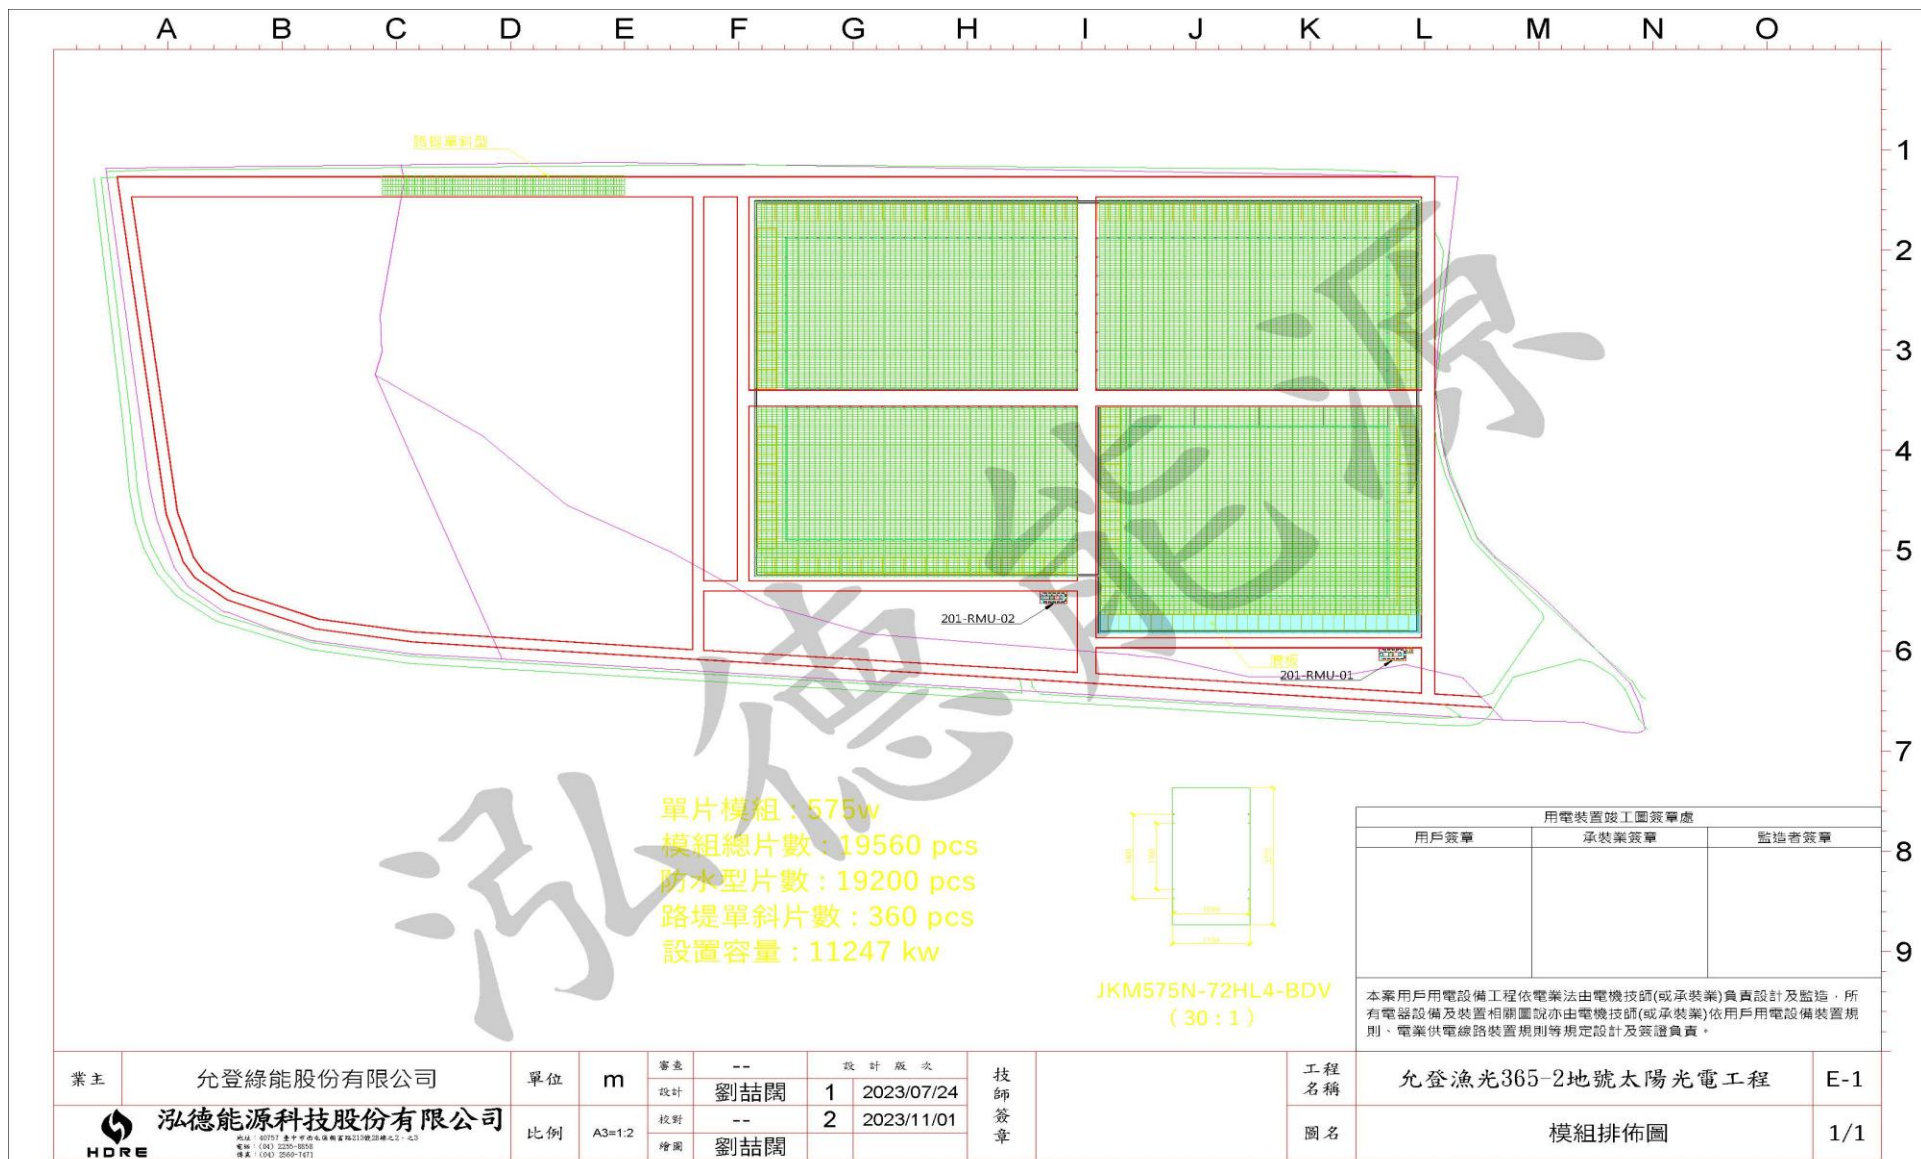 A B C D E F G H I J K L M N O
1
2
3
4
5
6
7
8
9
路堤單斜型
201-RMU-02
201-RMU-01
泓德能源
單片模組：575w
模組總片數：19560 pcs
防水型片數：19200 pcs
路堤單斜片數：360 pcs
設置容量：11247 kw
JKM575N-72HL4-BDV
（30：1）
用電裝置竣工圖簽章處
用戶簽章 承裝業簽章 監造者簽章
本案用戶用電設備工程依電業法由電機技師(或承裝業)負責設計及監造，所
有電器設備及裝置相關圖說亦由電機技師(或承裝業)依用戶用電設備裝置規
則、電業供電線路裝置規則等規定設計及簽證負責。
業主 允登綠能股份有限公司
單位 m
比例 A3=1:2
審查 --
設計 劉喆闊
校對 --
繪圖 劉喆闊
設計版次
1 2023/07/24
2 2023/11/01
技師簽章
工程名稱 允登漁光365-2地號太陽光電工程 E-1
圖名 模組排佈圖 1/1
HDRE
泓德能源科技股份有限公司